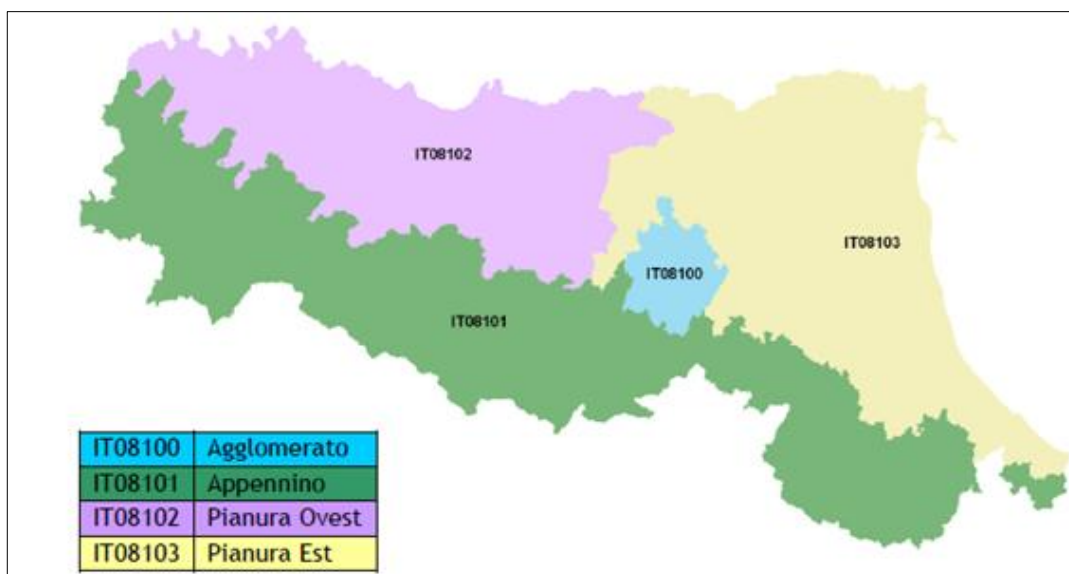 IT08102
IT08103
IT08100
IT08101
IT08100 Agglomerato
IT08101 Appennino
IT08102 Pianura Ovest
IT08103 Pianura Est